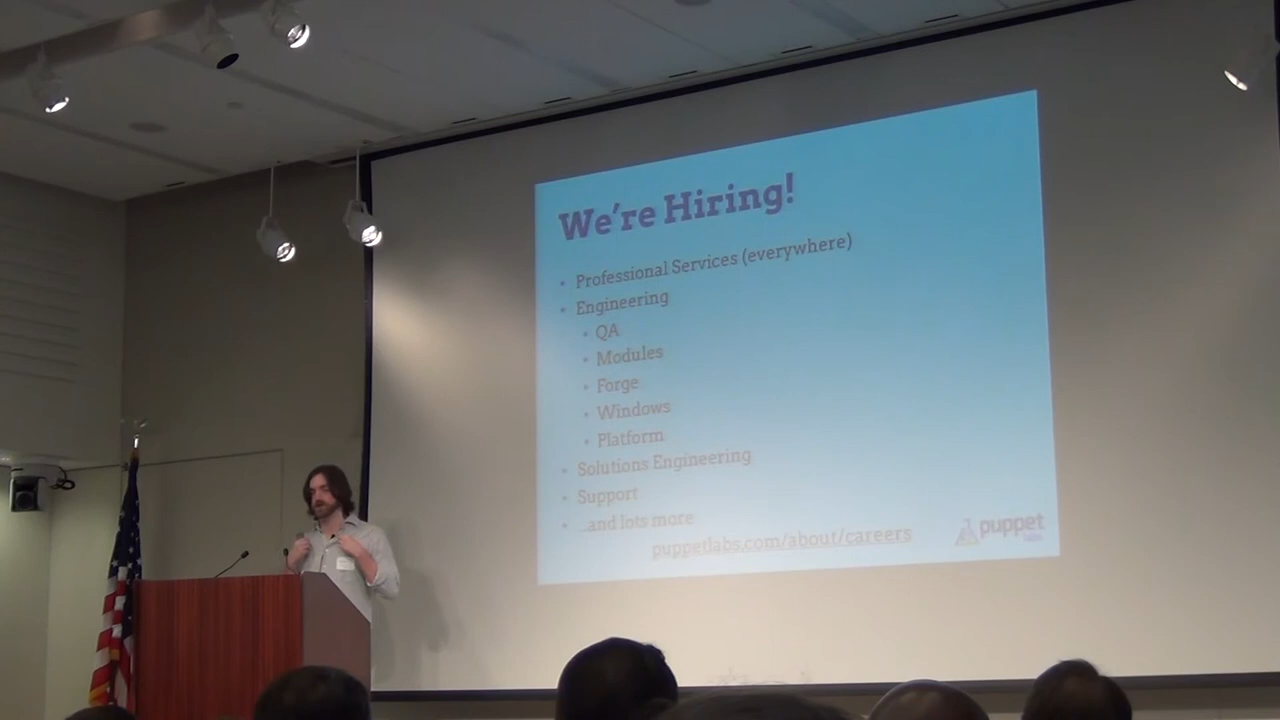 We're Hiring!
• Professional Services (everywhere)
• Engineering
• QA
• Modules
• Forge
• Windows
• Platform
• Solutions Engineering
• Support
• ...and lots more
puppetlabs.com/about/careers
puppet
labs